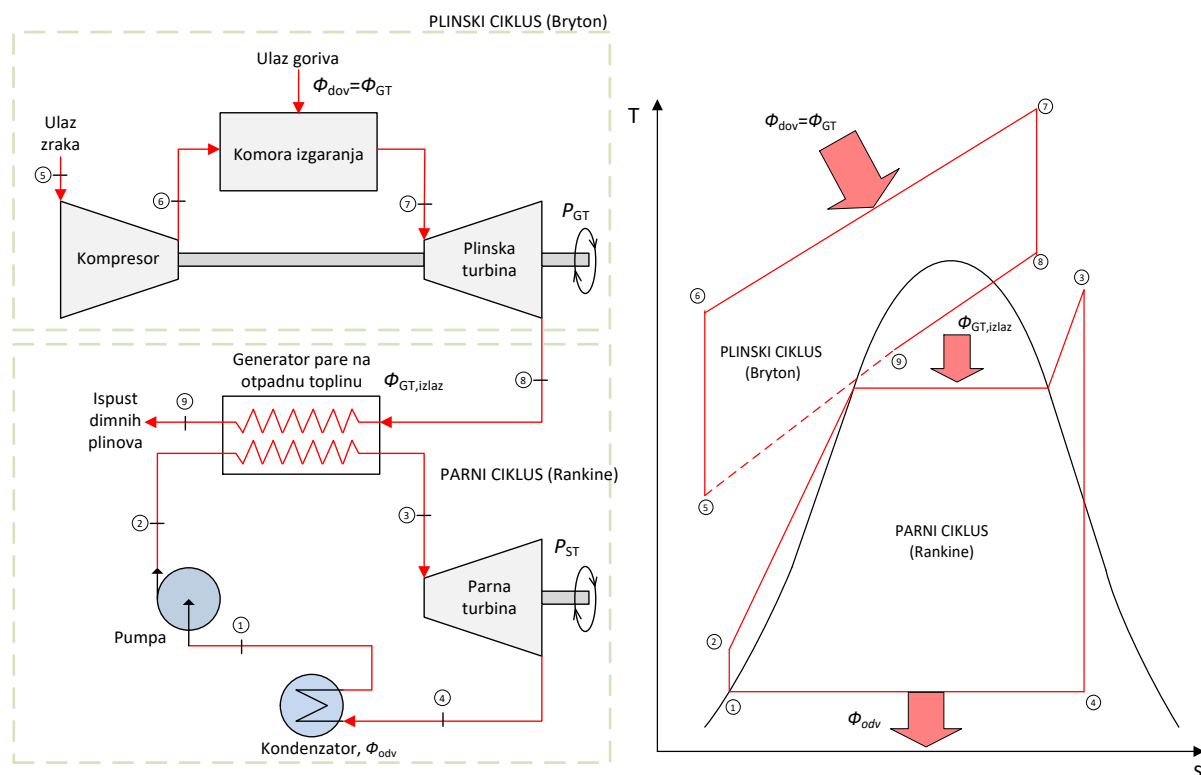 PLINSKI CIKLUS (Bryton)
Ulaz goriva
Φdov=ΦGT
Ulaz
zraka
Komora izgaranja
5
6
7
Kompresor
Plinska
turbina
PGT
Generator pare na
otpadnu toplinu
ΦGT,izlaz
8
Ispust
dimnih
plinova
9
PARNI CIKLUS (Rankine)
2
3
PST
Parna
turbina
Pumpa
1
4
Kondenzator, Φodv
T
Φdov=ΦGT
7
8
3
6
ΦGT,izlaz
PLINSKI CIKLUS
(Bryton)
9
5
PARNI CIKLUS
(Rankine)
2
1
4
Φodv
s